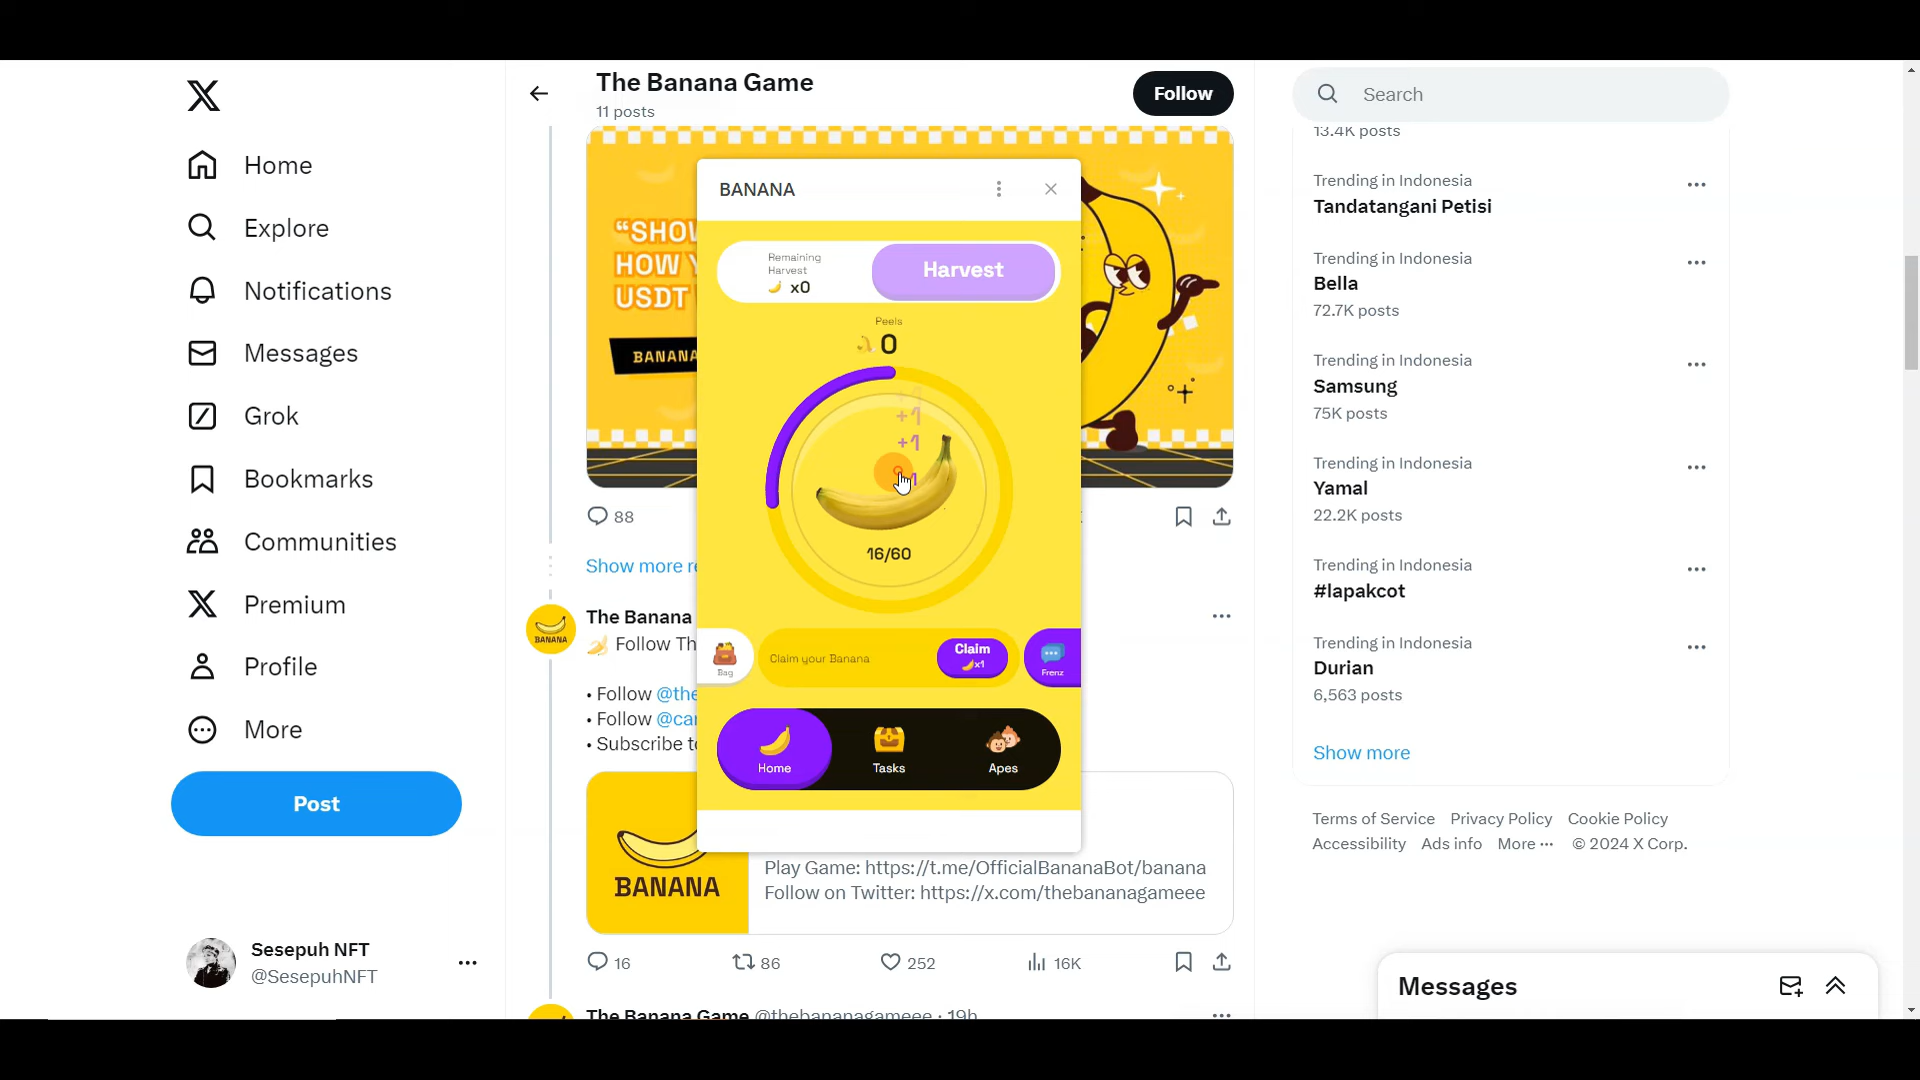 Home
Explore
Notifications
Messages
Grok
Bookmarks
Communities
Premium
Profile
More
Post
Sesepuh NFT
@SesepuhNFT
The Banana Game
11 posts
Follow
“SHOW
HOW Y
USDT
BANANA
88
Show more re
The Banana
Follow Th
• Follow @the
• Follow @car
• Subscribe to
BANANA
Play Game: https://t.me/OfficialBananaBot/banana
Follow on Twitter: https://x.com/thebananagameee
16
86
252
16K
The Banana Game @thebananagameee · 19h
BANANA
Remaining
Harvest
x0
Harvest
Peels
0
+1
+1
16/60
Bag
Claim your Banana
Claim
x1
Frenz
Home
Tasks
Apes
BANANA
Search
13.4K posts
Trending in Indonesia
Tandatangani Petisi
Trending in Indonesia
Bella
72.7K posts
Trending in Indonesia
Samsung
75K posts
Trending in Indonesia
Yamal
22.2K posts
Trending in Indonesia
#lapakcot
Trending in Indonesia
Durian
6,563 posts
Show more
Terms of Service Privacy Policy Cookie Policy
Accessibility Ads info More ··· © 2024 X Corp.
Messages